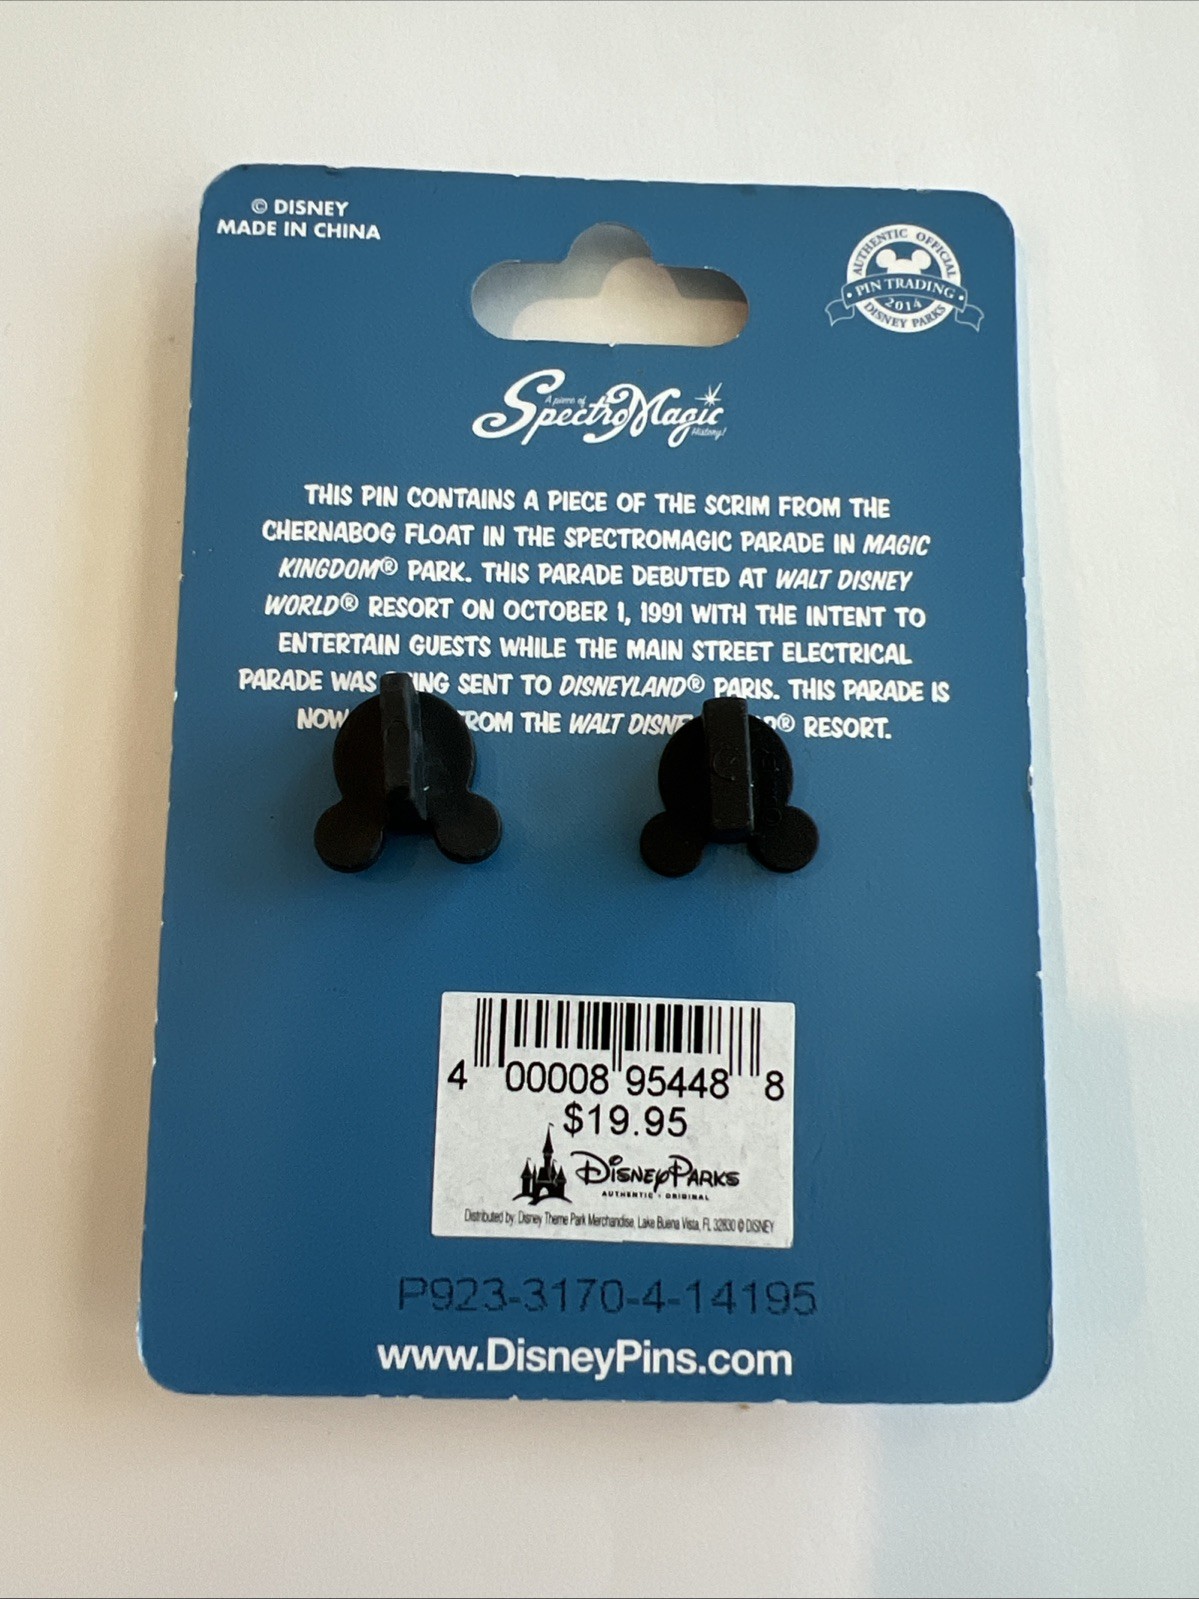 © DISNEY
MADE IN CHINA
AUTHENTIC OFFICIAL
PIN TRADING
2014
DISNEY PARKS
A piece of
SpectroMagic
History!
THIS PIN CONTAINS A PIECE OF THE SCRIM FROM THE
CHERNABOG FLOAT IN THE SPECTROMAGIC PARADE IN MAGIC
KINGDOM® PARK. THIS PARADE DEBUTED AT WALT DISNEY
WORLD® RESORT ON OCTOBER 1, 1991 WITH THE INTENT TO
ENTERTAIN GUESTS WHILE THE MAIN STREET ELECTRICAL
PARADE WAS BEING SENT TO DISNEYLAND® PARIS. THIS PARADE IS
NOW FROM THE WALT DISNEY WORLD® RESORT.
4 00008 95448 8
$19.95
Disney Parks
AUTHENTIC • ORIGINAL
Distributed by: Disney Theme Park Merchandise, Lake Buena Vista, FL 32830 © DISNEY
P923-3170-4-14195
www.DisneyPins.com